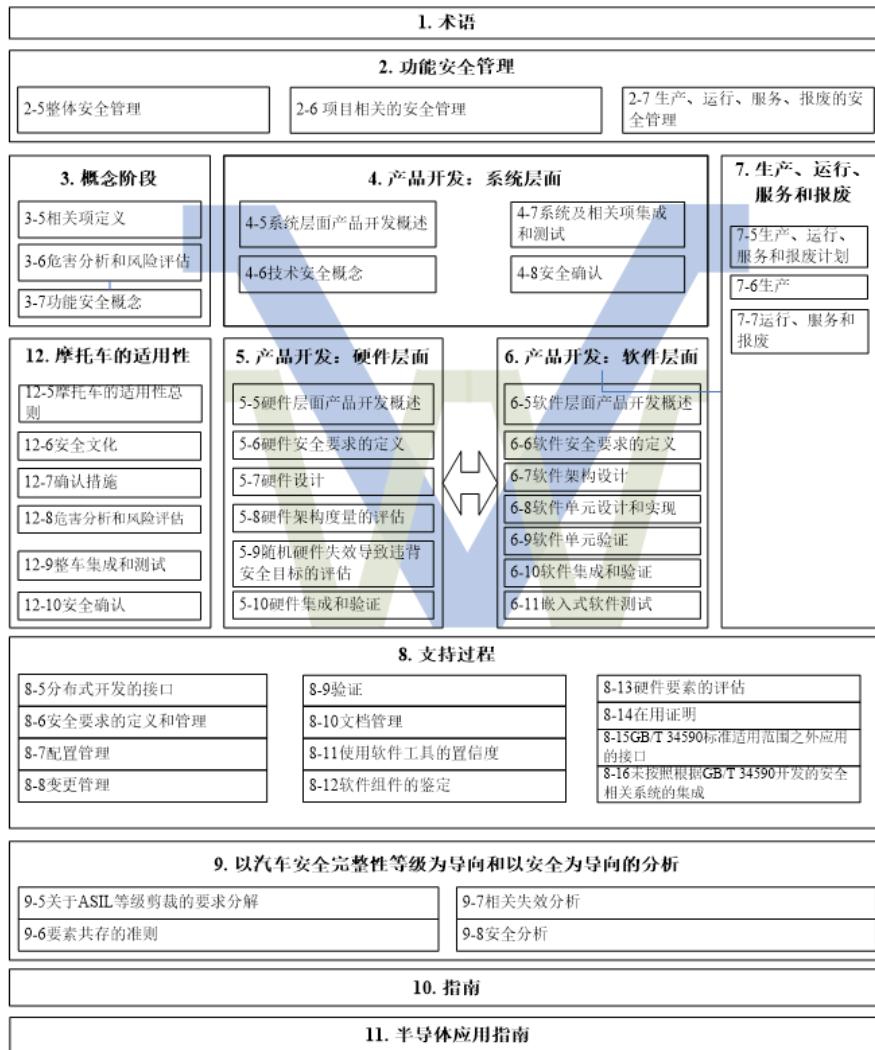 1. 术语
2. 功能安全管理
2-5整体安全管理
2-6 项目相关的安全管理
2-7 生产、运行、服务、报废的安
全管理
3. 概念阶段
3-5相关项定义
3-6危害分析和风险评估
3-7功能安全概念
4. 产品开发：系统层面
4-5系统层面产品开发概述
4-6技术安全概念
4-7系统及相关项集成
和测试
4-8安全确认
7. 生产、运行、
服务和报废
7-5生产、运行、
服务和报废计划
7-6生产
7-7运行、服务和
报废
12. 摩托车的适用性
12-5摩托车的适用性总
则
12-6安全文化
12-7确认措施
12-8危害分析和风险评估
12-9整车集成和测试
12-10安全确认
5. 产品开发：硬件层面
5-5硬件层面产品开发概述
5-6硬件安全要求的定义
5-7硬件设计
5-8硬件架构度量的评估
5-9随机硬件失效导致违背
安全目标的评估
5-10硬件集成和验证
6. 产品开发：软件层面
6-5软件层面产品开发概述
6-6软件安全要求的定义
6-7软件架构设计
6-8软件单元设计和实现
6-9软件单元验证
6-10软件集成和验证
6-11嵌入式软件测试
8. 支持过程
8-5分布式开发的接口
8-6安全要求的定义和管理
8-7配置管理
8-8变更管理
8-9验证
8-10文档管理
8-11使用软件工具的置信度
8-12软件组件的鉴定
8-13硬件要素的评估
8-14在用证明
8-15GB/T 34590标准适用范围之外应用
的接口
8-16未按照根据GB/T 34590开发的安全
相关系统的集成
9. 以汽车安全完整性等级为导向和以安全为导向的分析
9-5关于ASIL等级剪裁的要求分解
9-6要素共存的准则
9-7相关失效分析
9-8安全分析
10. 指南
11. 半导体应用指南